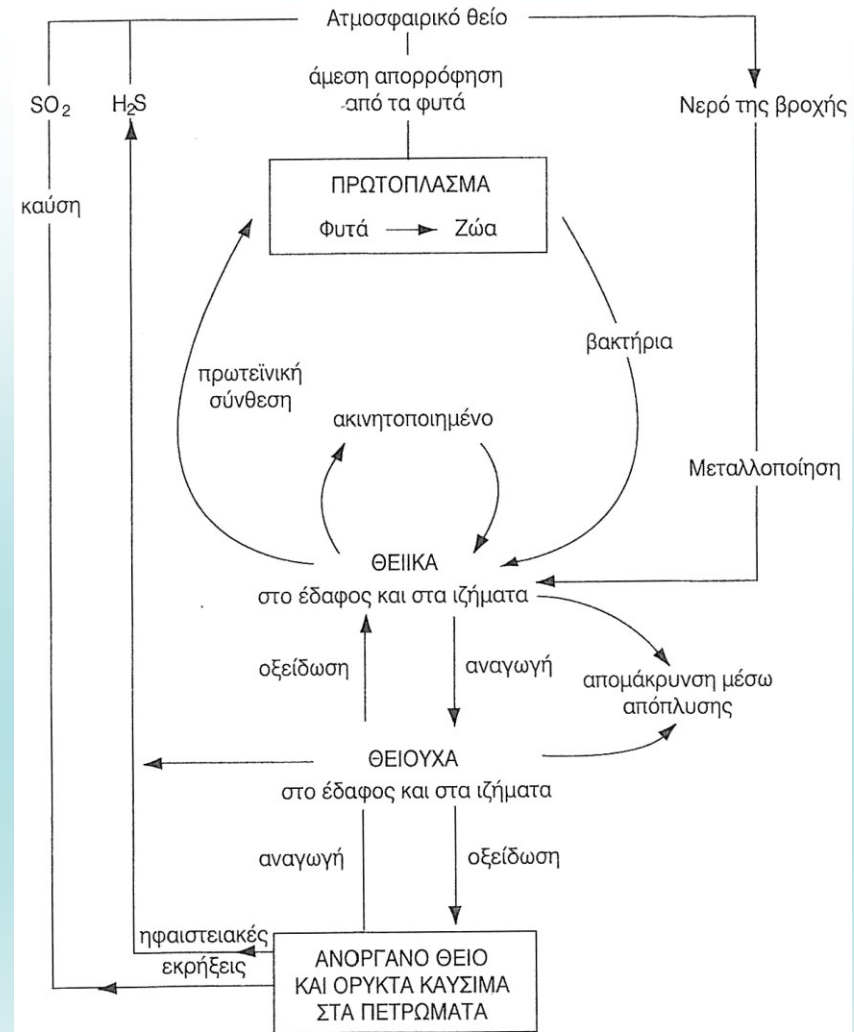 Ατμοσφαιρικό θείο
άμεση απορρόφηση
από τα φυτά
SO2
H2S
Νερό της βροχής
ΠΡΩΤΟΠΛΑΣΜΑ
Φυτά Ζώα
καύση
βακτήρια
πρωτεϊνική
σύνθεση
ακινητοποιημένο
Μεταλλοποίηση
ΘΕΙΙΚΑ
στο έδαφος και στα ιζήματα
οξείδωση
αναγωγή
απομάκρυνση μέσω
απόπλυσης
ΘΕΙΟΥΧΑ
στο έδαφος και στα ιζήματα
αναγωγή
οξείδωση
ηφαιστειακές
εκρήξεις
ΑΝΟΡΓΑΝΟ ΘΕΙΟ
ΚΑΙ ΟΡΥΚΤΑ ΚΑΥΣΙΜΑ
ΣΤΑ ΠΕΤΡΩΜΑΤΑ